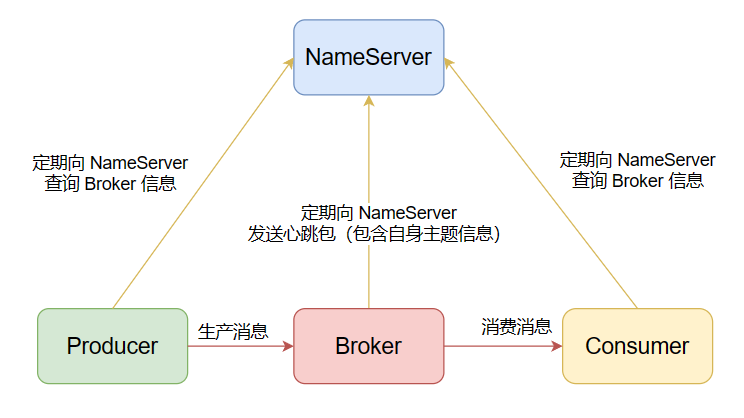 NameServer
定期向 NameServer
查询 Broker 信息
定期向 NameServer
查询 Broker 信息
定期向 NameServer
发送心跳包（包含自身主题信息）
Producer
生产消息
Broker
消费消息
Consumer